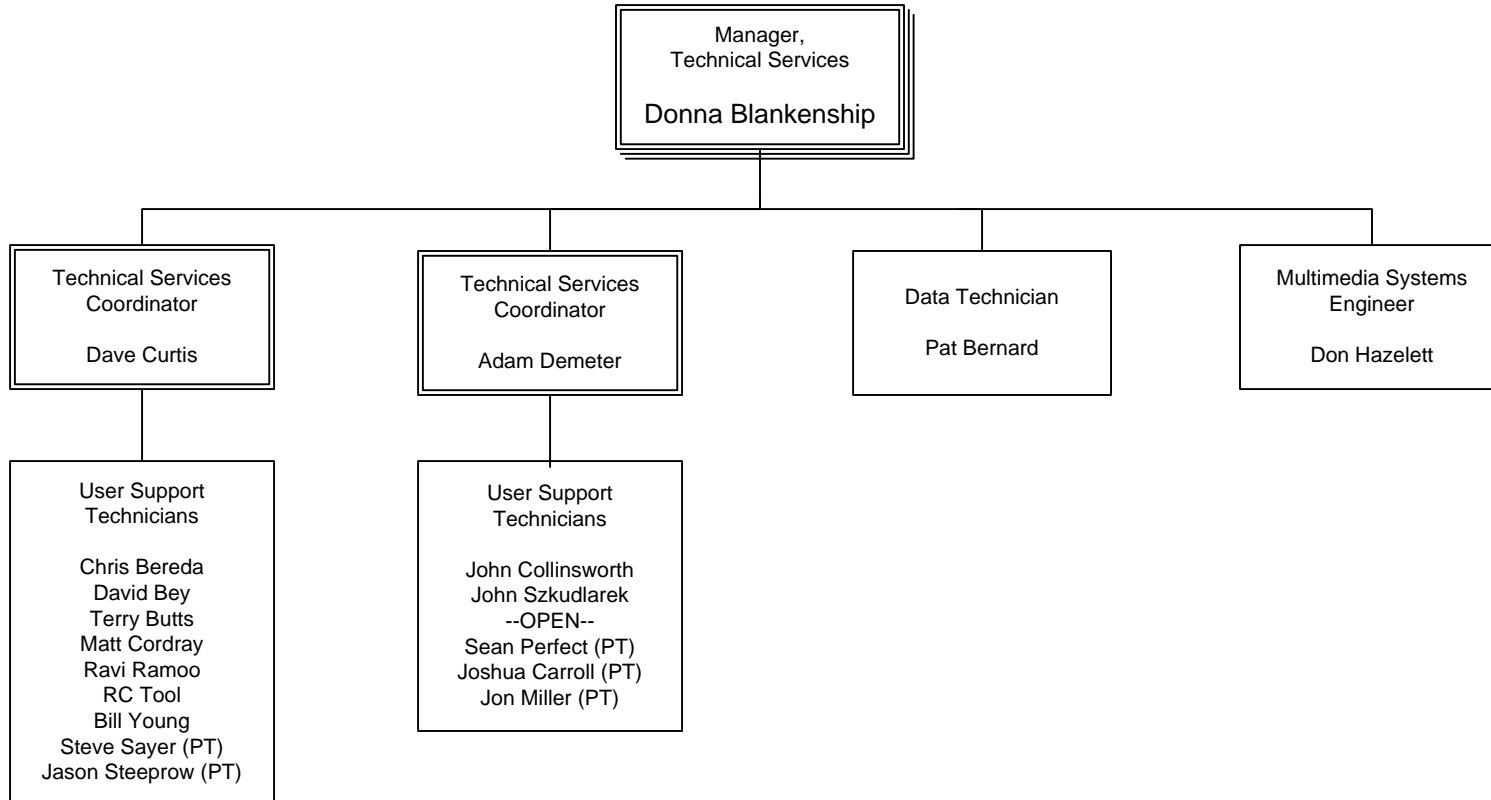 Manager,
Technical Services
Donna Blankenship
Technical Services
Coordinator
Dave Curtis
Technical Services
Coordinator
Adam Demeter
Data Technician
Pat Bernard
Multimedia Systems
Engineer
Don Hazelett
User Support
Technicians
Chris Bereda
David Bey
Terry Butts
Matt Cordray
Ravi Ramoo
RC Tool
Bill Young
Steve Sayer (PT)
Jason Steeprow (PT)
User Support
Technicians
John Collinsworth
John Szkudlarek
--OPEN--
Sean Perfect (PT)
Joshua Carroll (PT)
Jon Miller (PT)